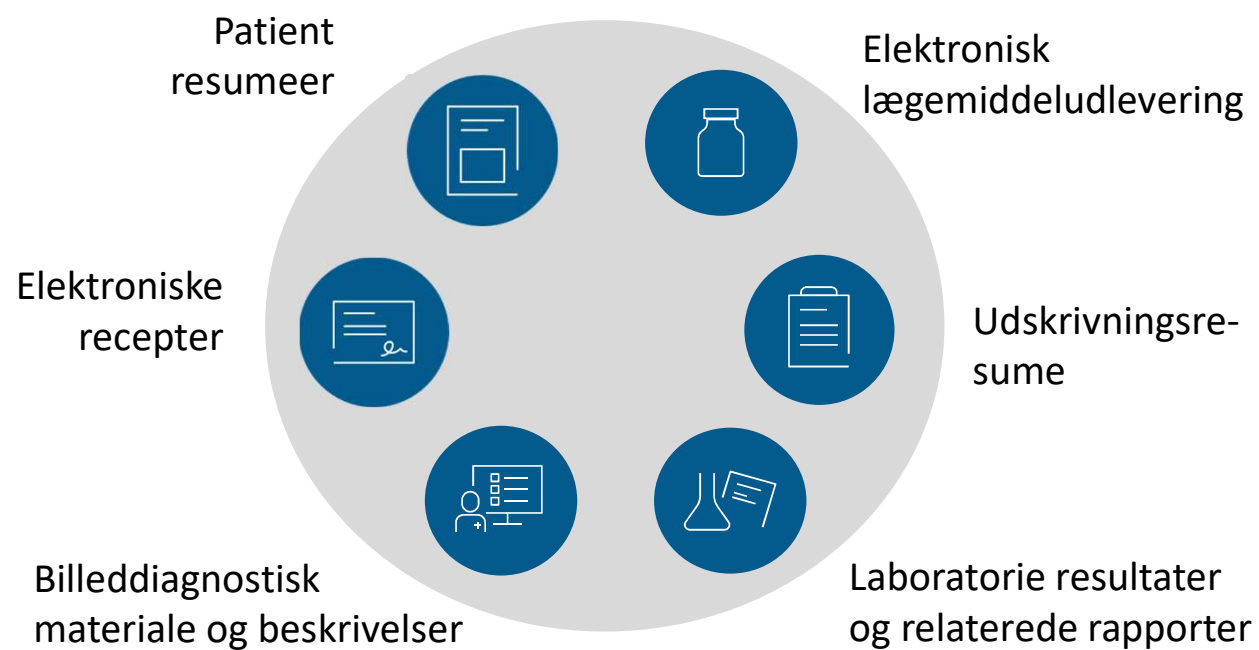 Patient
resumeer
Elektronisk
lægemiddeludlevering
Elektroniske
recepter
Udskrivningsre-
sume
Billeddiagnostisk
materiale og beskrivelser
Laboratorie resultater
og relaterede rapporter